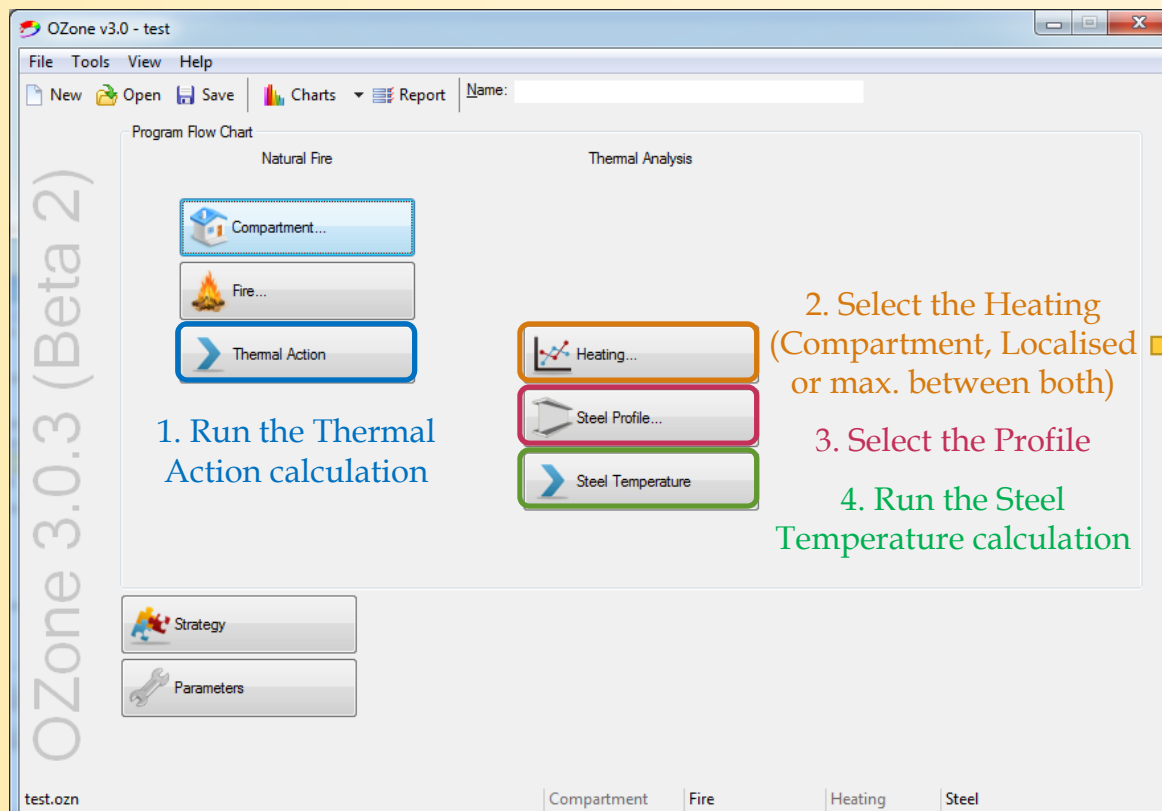 OZone v3.0 - test
File Tools View Help
New Open Save Charts Report Name:
Program Flow Chart
Natural Fire Thermal Analysis
Compartment...
Fire...
Thermal Action
1. Run the Thermal
Action calculation
Heating...
Steel Profile...
Steel Temperature
2. Select the Heating
(Compartment, Localised
or max. between both)
3. Select the Profile
4. Run the Steel
Temperature calculation
OZone 3.0.3 (Beta 2)
Strategy
Parameters
test.ozn Compartment Fire Heating Steel